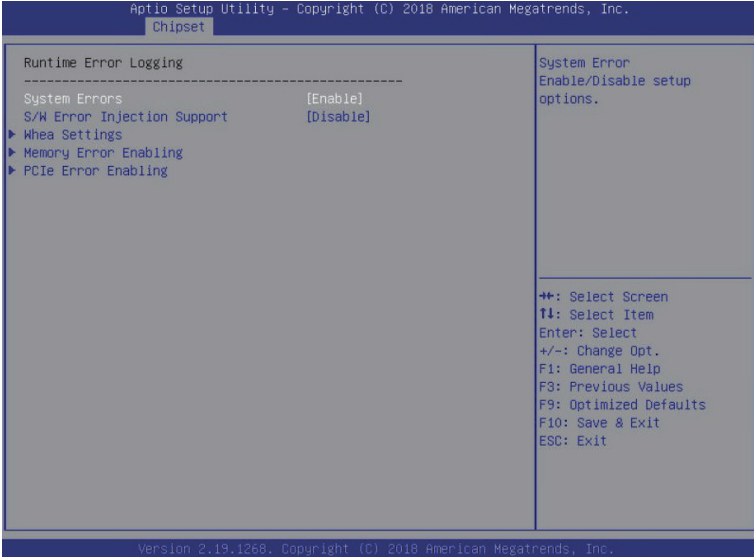 Aptio Setup Utility – Copyright (C) 2018 American Megatrends, Inc.
Chipset
Runtime Error Logging
------------------------------------------------
System Errors [Enable]
S/W Error Injection Support [Disable]
Whea Settings
Memory Error Enabling
PCIe Error Enabling
System Error
Enable/Disable setup
options.
→←: Select Screen
↑↓: Select Item
Enter: Select
+/-: Change Opt.
F1: General Help
F3: Previous Values
F9: Optimized Defaults
F10: Save & Exit
ESC: Exit
Version 2.19.1268. Copyright (C) 2018 American Megatrends, Inc.